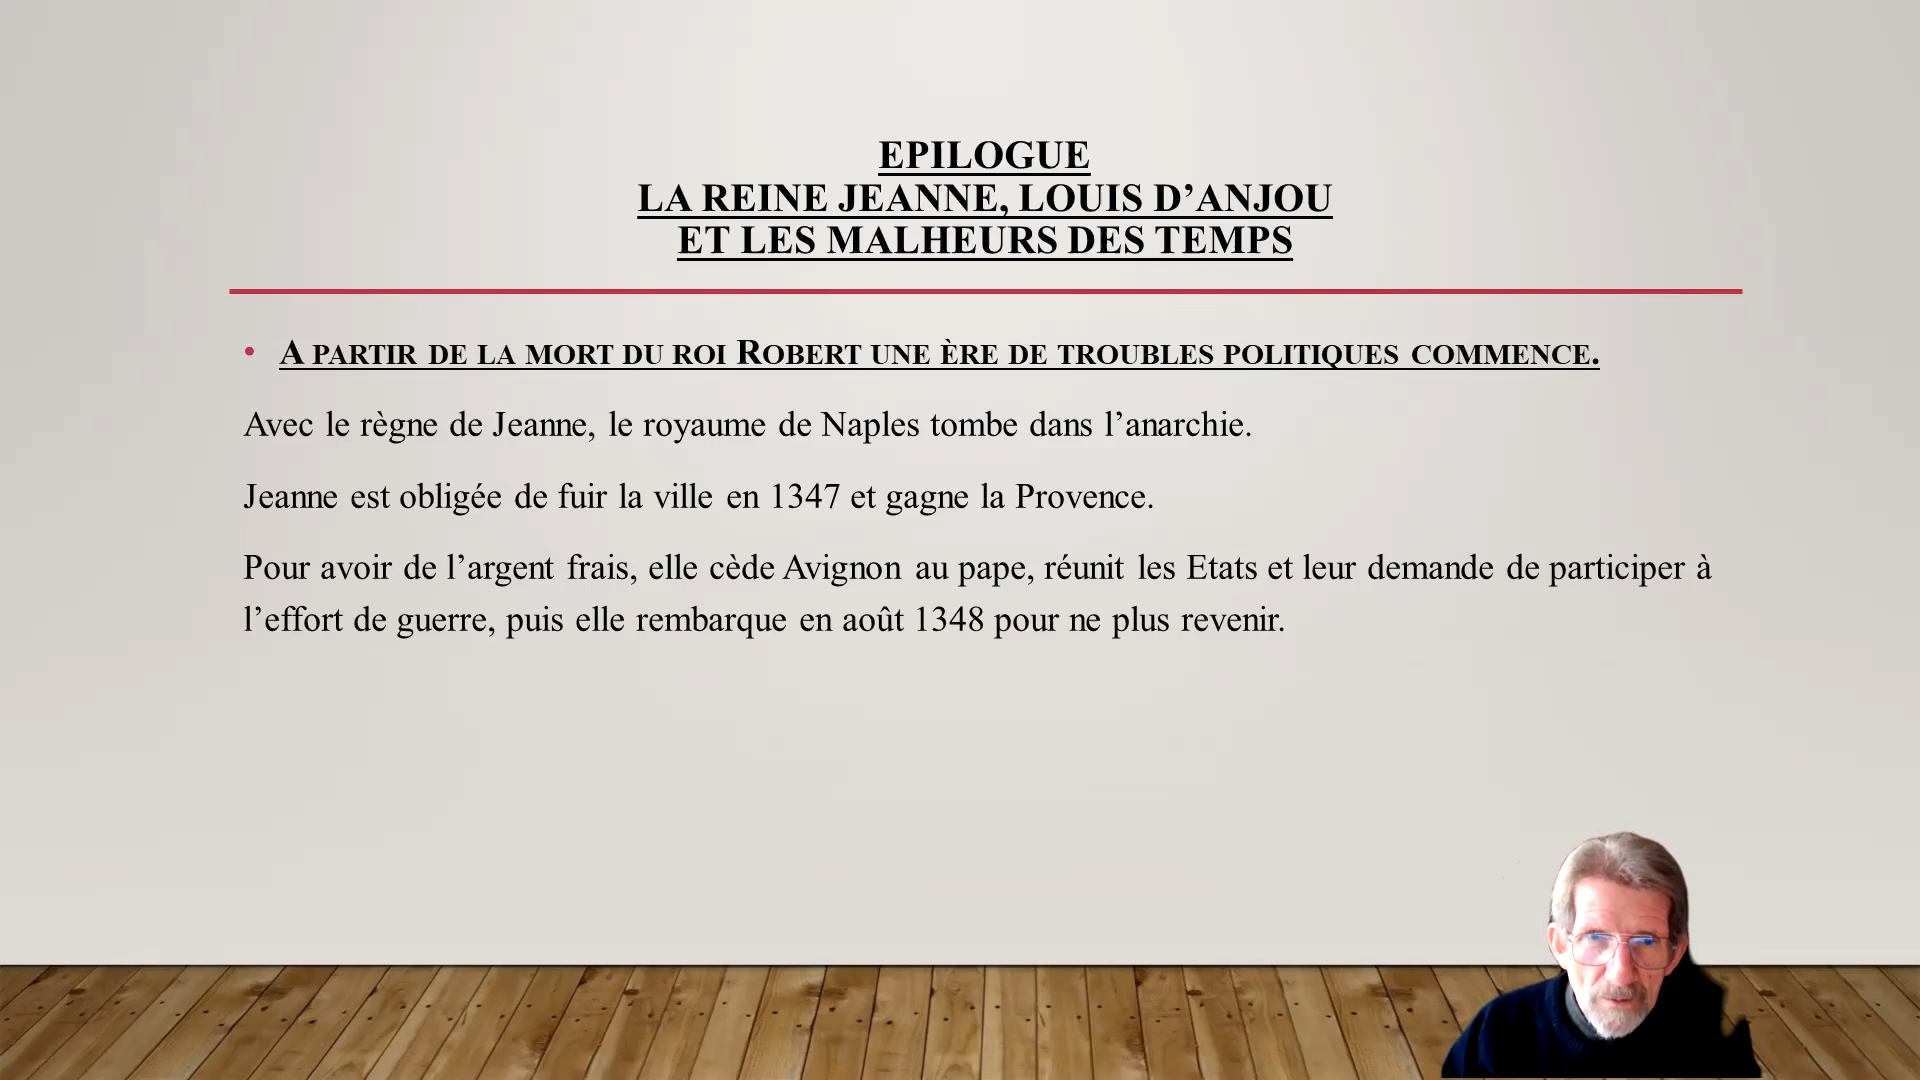 EPILOGUE
LA REINE JEANNE, LOUIS D’ANJOU
ET LES MALHEURS DES TEMPS
• A PARTIR DE LA MORT DU ROI ROBERT UNE ÈRE DE TROUBLES POLITIQUES COMMENCE.
Avec le règne de Jeanne, le royaume de Naples tombe dans l’anarchie.
Jeanne est obligée de fuir la ville en 1347 et gagne la Provence.
Pour avoir de l’argent frais, elle cède Avignon au pape, réunit les Etats et leur demande de participer à
l’effort de guerre, puis elle rembarque en août 1348 pour ne plus revenir.